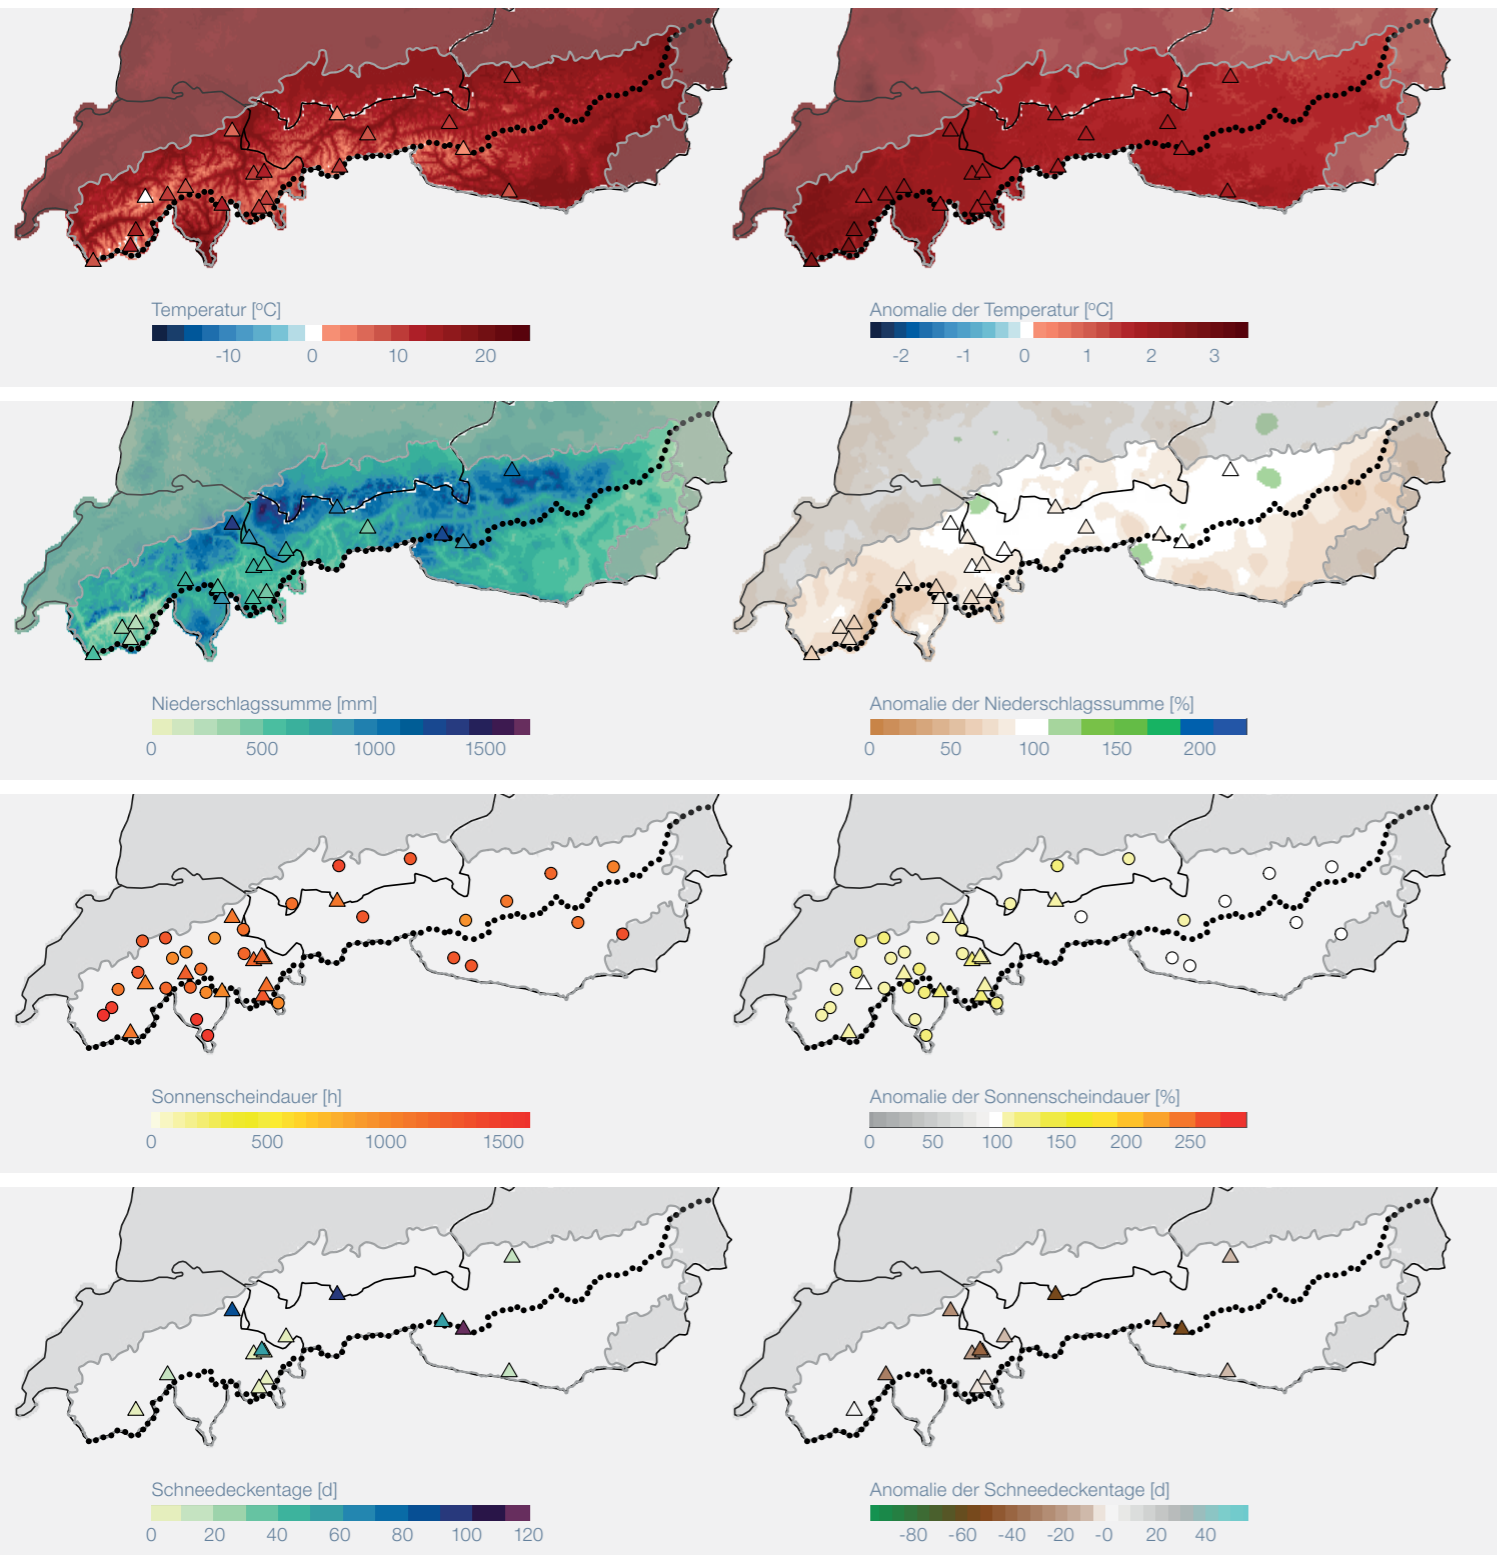 Temperatur [ºC]
-10 0 10 20
Anomalie der Temperatur [ºC]
-2 -1 0 1 2 3
Niederschlagssumme [mm]
0 500 1000 1500
Anomalie der Niederschlagssumme [%]
0 50 100 150 200
Sonnenscheindauer [h]
0 500 1000 1500
Anomalie der Sonnenscheindauer [%]
0 50 100 150 200 250
Schneedeckentage [d]
0 20 40 60 80 100 120
Anomalie der Schneedeckentage [d]
-80 -60 -40 -20 -0 20 40